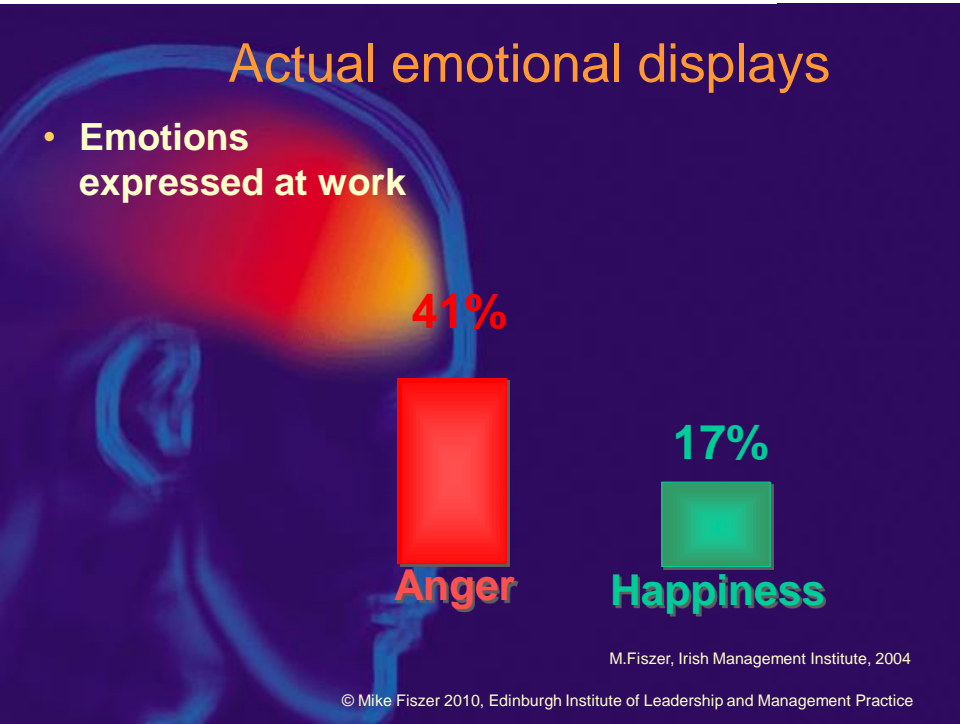 Actual emotional displays
• Emotions
expressed at work
41%
17%
Anger
Happiness
M.Fiszer, Irish Management Institute, 2004
© Mike Fiszer 2010, Edinburgh Institute of Leadership and Management Practice